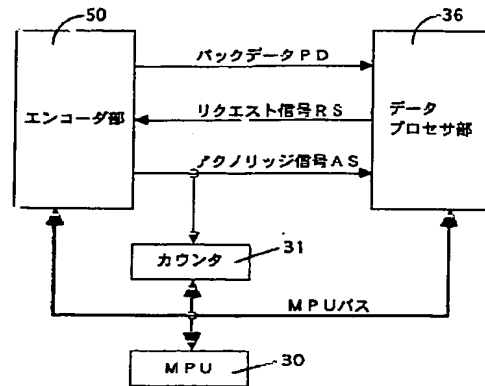 50
36
パックデータPD
エンコーダ部
リクエスト信号RS
データ
プロセサ部
アクノリッジ信号AS
カウンタ
31
MPUバス
MPU
30